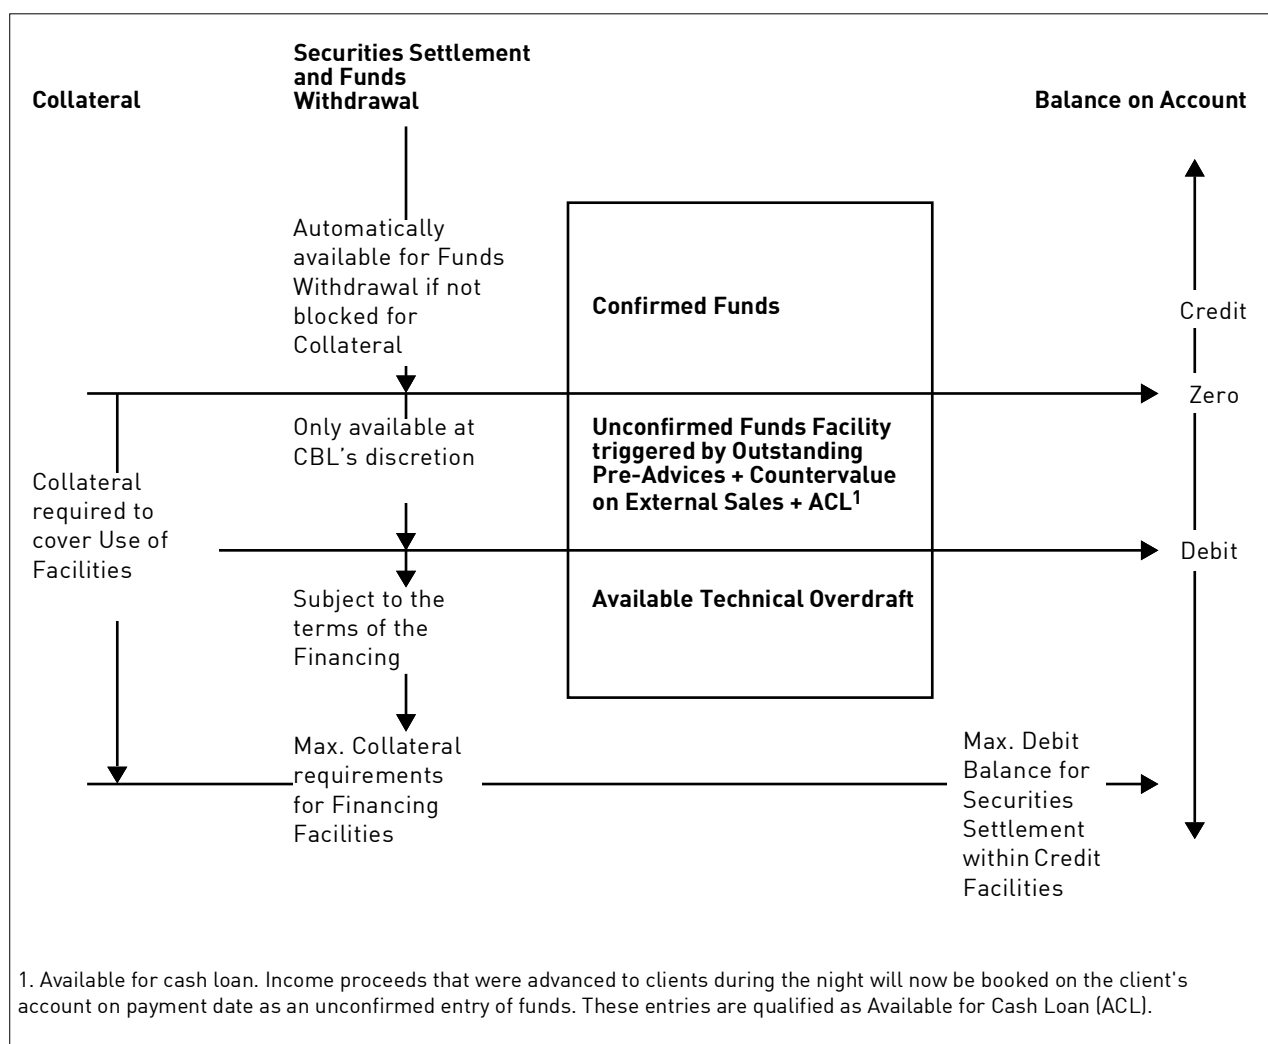 Securities Settlement
and Funds
Withdrawal
Collateral
Balance on Account
Automatically
available for Funds
Withdrawal if not
blocked for
Collateral
Confirmed Funds
Credit
Zero
Only available at
CBL's discretion
Unconfirmed Funds Facility
triggered by Outstanding
Pre-Advices + Countervalue
on External Sales + ACL1
Collateral
required to
cover Use of
Facilities
Debit
Subject to the
terms of the
Financing
Available Technical Overdraft
Max. Collateral
requirements
for Financing
Facilities
Max. Debit
Balance for
Securities
Settlement
within Credit
Facilities
1. Available for cash loan. Income proceeds that were advanced to clients during the night will now be booked on the client's
account on payment date as an unconfirmed entry of funds. These entries are qualified as Available for Cash Loan (ACL).